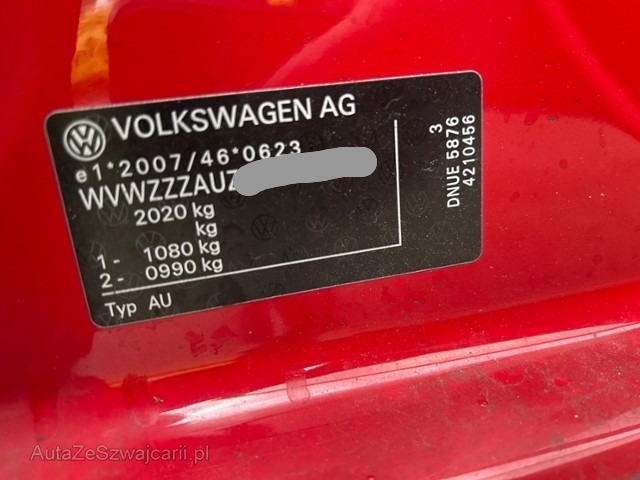 VOLKSWAGEN AG
e1*2007/46*0623
WVWZZZAUZ
2020 kg
kg
1- 1080 kg
2- 0990 kg
Typ AU
3
DNUE 5876
4210456
AutaZeSzwajcarii.pl